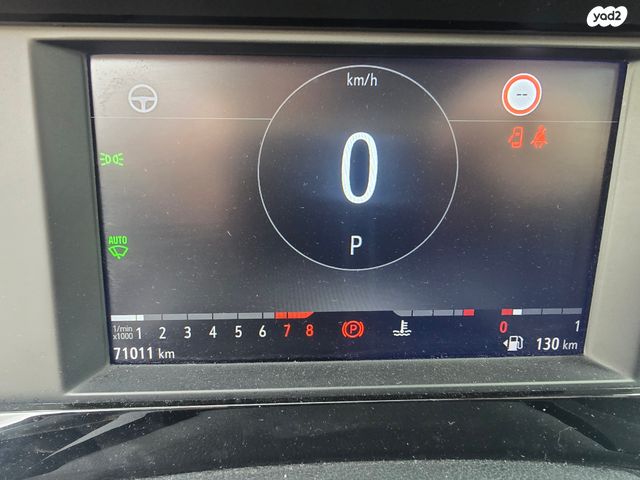 yad2
km/h
--
0
P
AUTO
1/min
x1000
1 2 3 4 5 6 7 8
P
0 1
71011 km
130 km